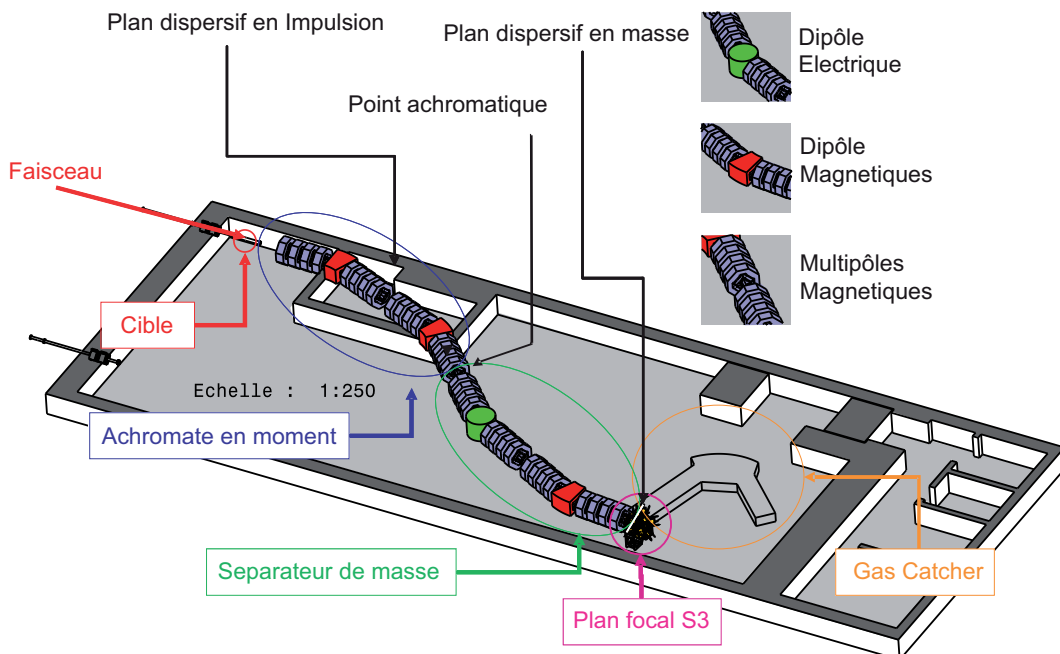 Plan dispersif en Impulsion
Plan dispersif en masse
Dipôle
Electrique
Point achromatique
Dipôle
Magnetiques
Faisceau
Multipôles
Magnetiques
Cible
Echelle : 1:250
Achromate en moment
Separateur de masse
Gas Catcher
Plan focal S3